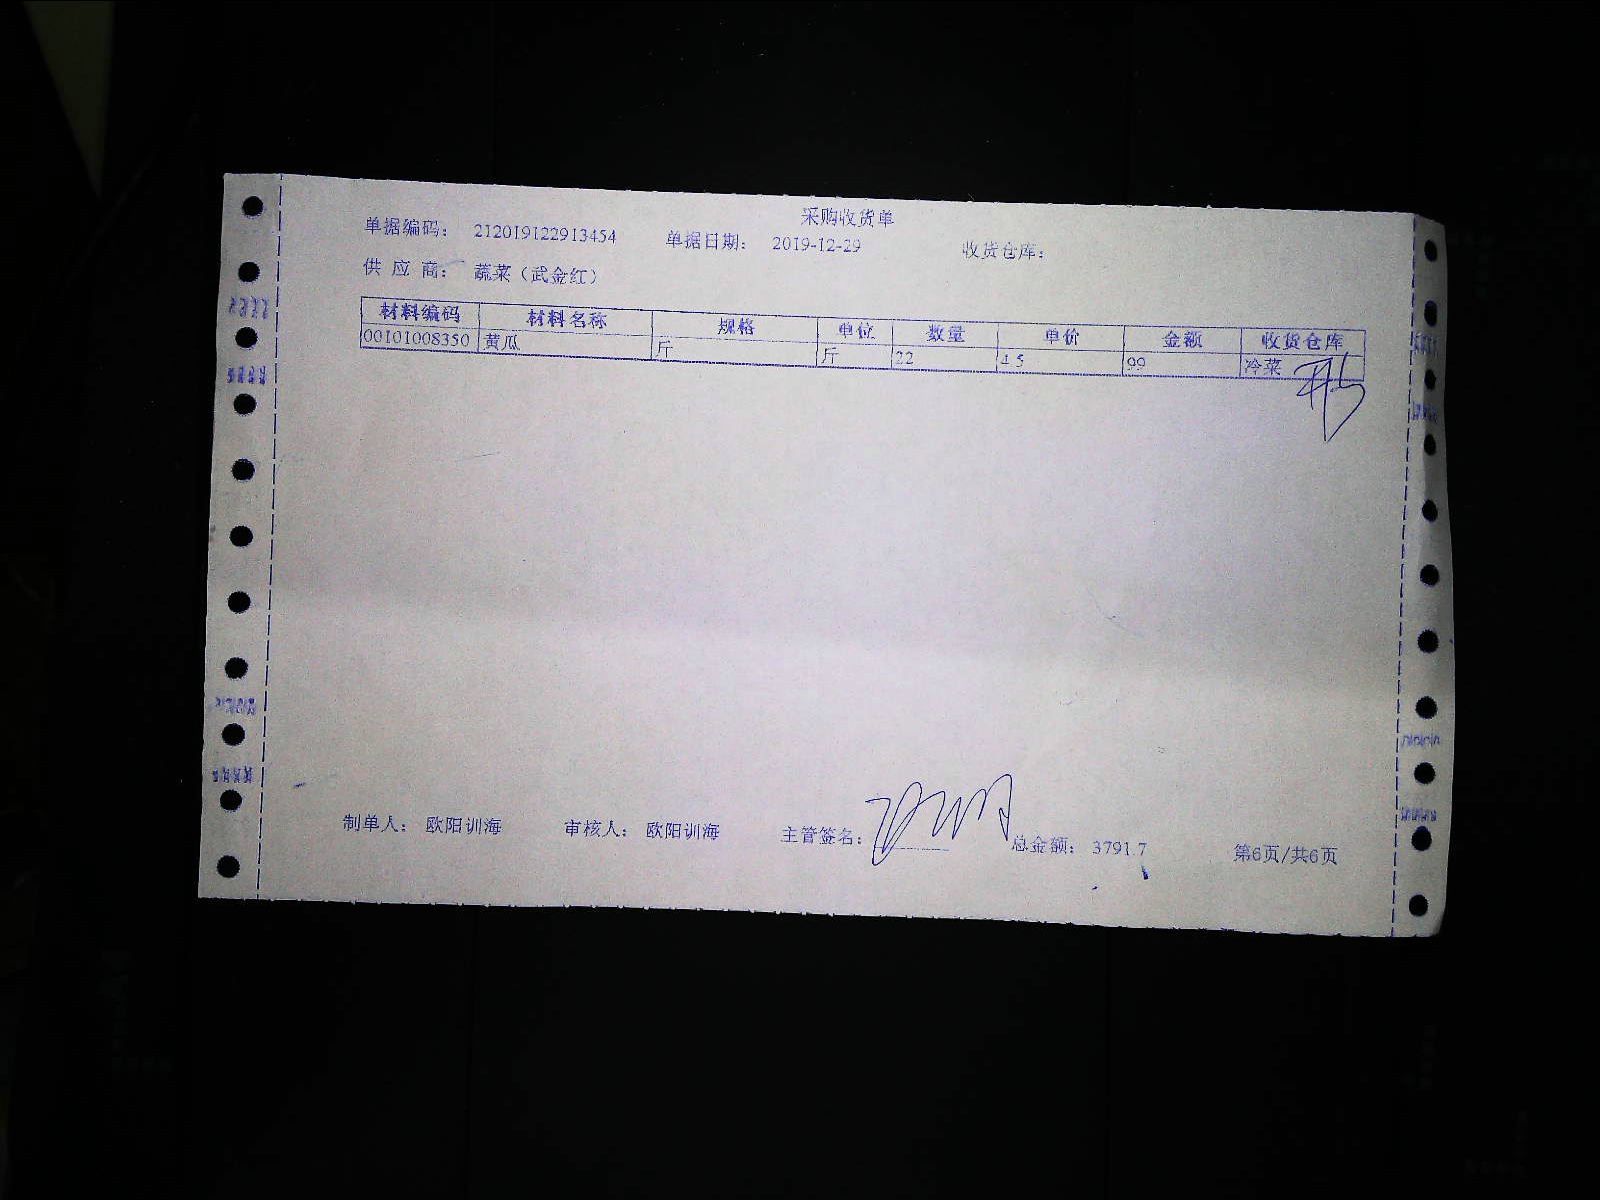 采购收货单
单据编码： 212019122913454 单据日期： 2019-12-29 收货仓库：
供 应 商： 蔬菜（武金红）
材料编码 材料名称 规格 单位 数量 单价 金额 收货仓库
00101008350 黄瓜 斤 斤 22 4.5 99 冷菜
制单人： 欧阳训海 审核人： 欧阳训海 主管签名： 总金额： 3791.7 第6页/共6页